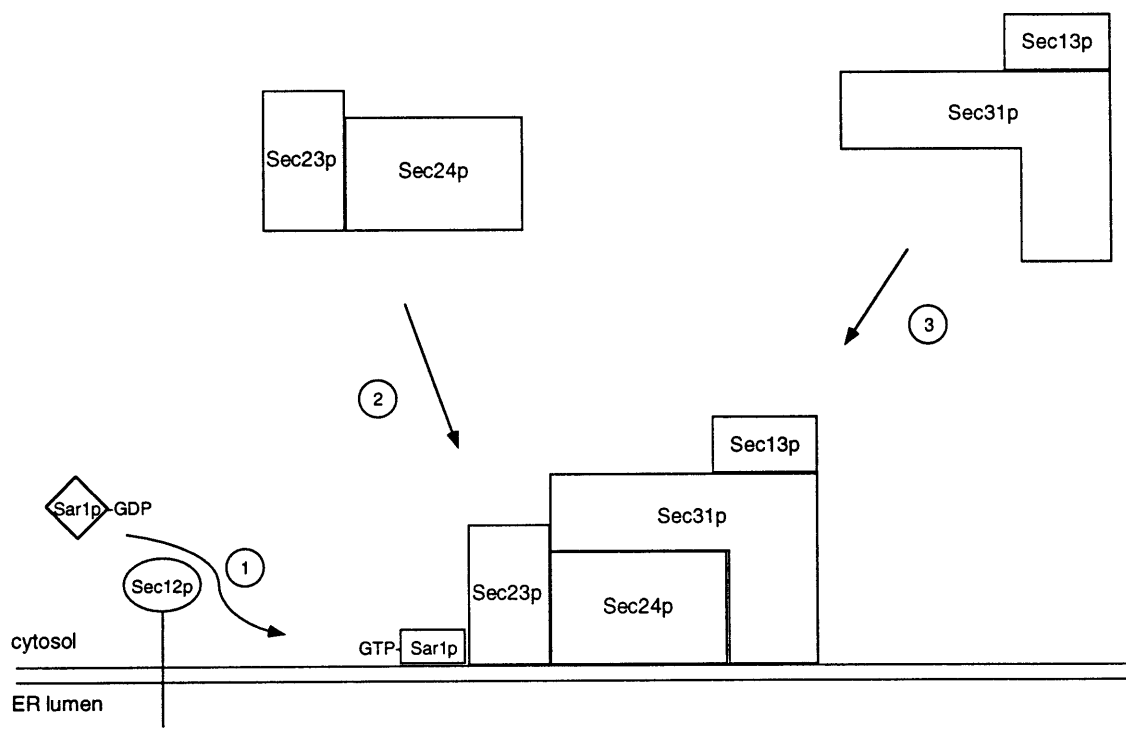 Sec13p
Sec31p
Sec23p
Sec24p
3
2
Sec13p
Sar1p-GDP
Sec31p
1
Sec12p
Sec23p
Sec24p
cytosol
GTP-
Sar1p
ER lumen